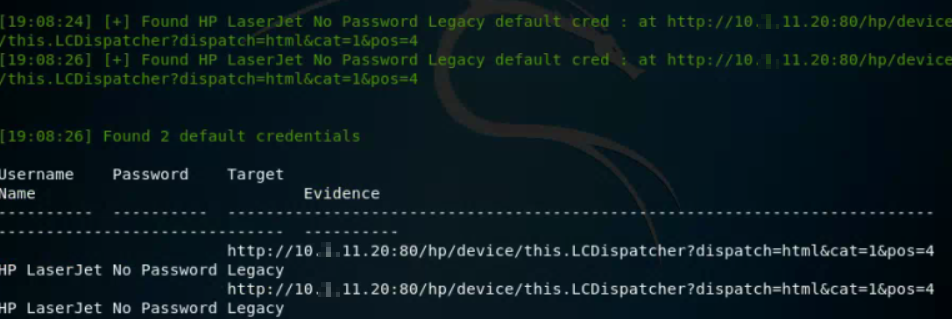 [19:08:24] [+] Found HP LaserJet No Password Legacy default cred : at http://10. .11.20:80/hp/device
/this.LCDispatcher?dispatch=html&cat=1&pos=4
[19:08:26] [+] Found HP LaserJet No Password Legacy default cred : at http://10. .11.20:80/hp/device
/this.LCDispatcher?dispatch=html&cat=1&pos=4
[19:08:26] Found 2 default credentials
Username Password Target
Name Evidence
---------- ---------- --------------------------------------------------------------------------
------------------------------ ----------
http://10. .11.20:80/hp/device/this.LCDispatcher?dispatch=html&cat=1&pos=4
HP LaserJet No Password Legacy
http://10. .11.20:80/hp/device/this.LCDispatcher?dispatch=html&cat=1&pos=4
HP LaserJet No Password Legacy